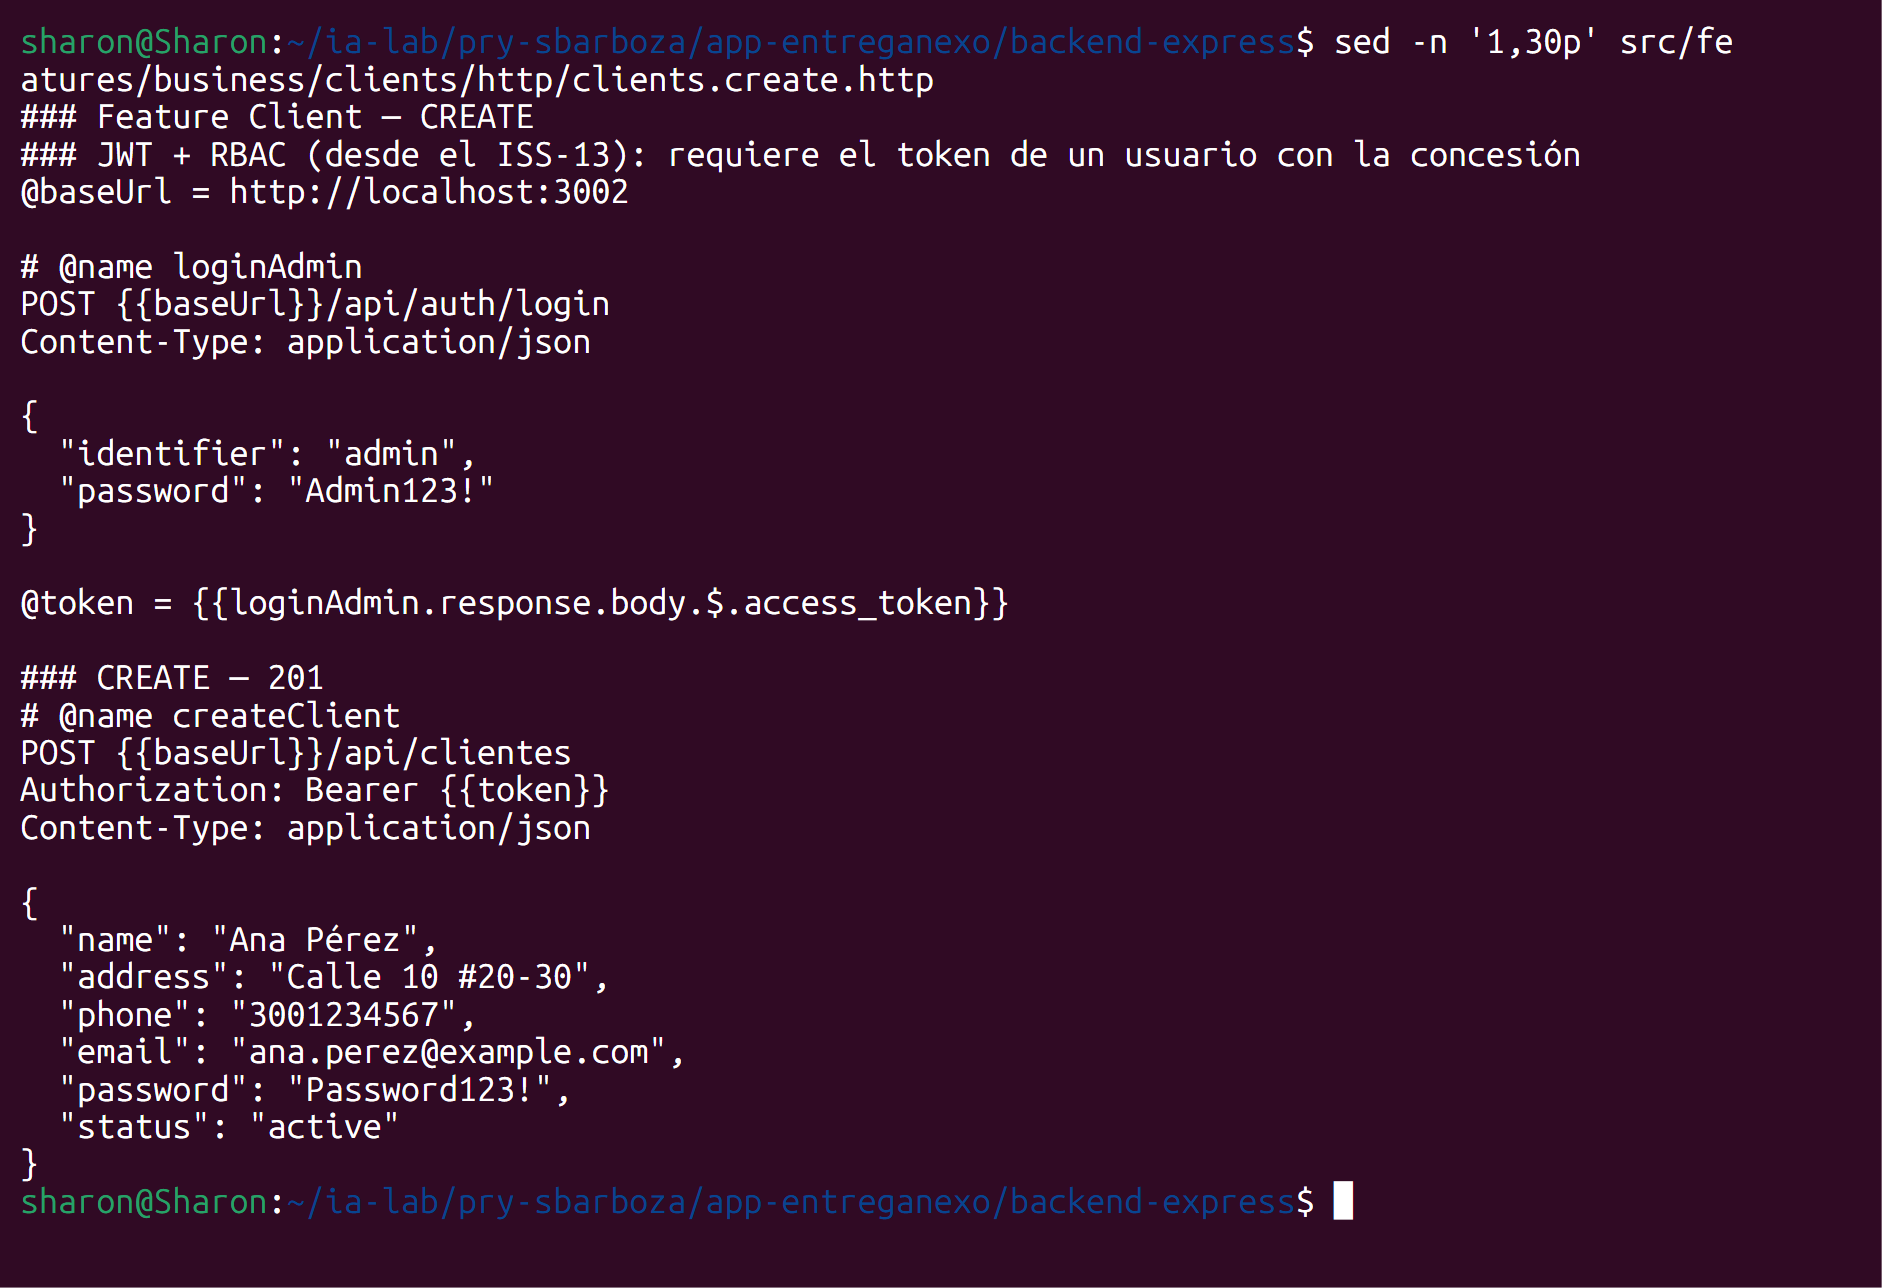 sharon@Sharon:~/ia-lab/pry-sbarboza/app-entreganexo/backend-express$ sed -n '1,30p' src/fe
atures/business/clients/http/clients.create.http
### Feature Client — CREATE
### JWT + RBAC (desde el ISS-13): requiere el token de un usuario con la concesión
@baseUrl = http://localhost:3002

# @name loginAdmin
POST {{baseUrl}}/api/auth/login
Content-Type: application/json

{
  "identifier": "admin",
  "password": "Admin123!"
}

@token = {{loginAdmin.response.body.$.access_token}}

### CREATE — 201
# @name createClient
POST {{baseUrl}}/api/clientes
Authorization: Bearer {{token}}
Content-Type: application/json

{
  "name": "Ana Pérez",
  "address": "Calle 10 #20-30",
  "phone": "3001234567",
  "email": "ana.perez@example.com",
  "password": "Password123!",
  "status": "active"
}
sharon@Sharon:~/ia-lab/pry-sbarboza/app-entreganexo/backend-express$